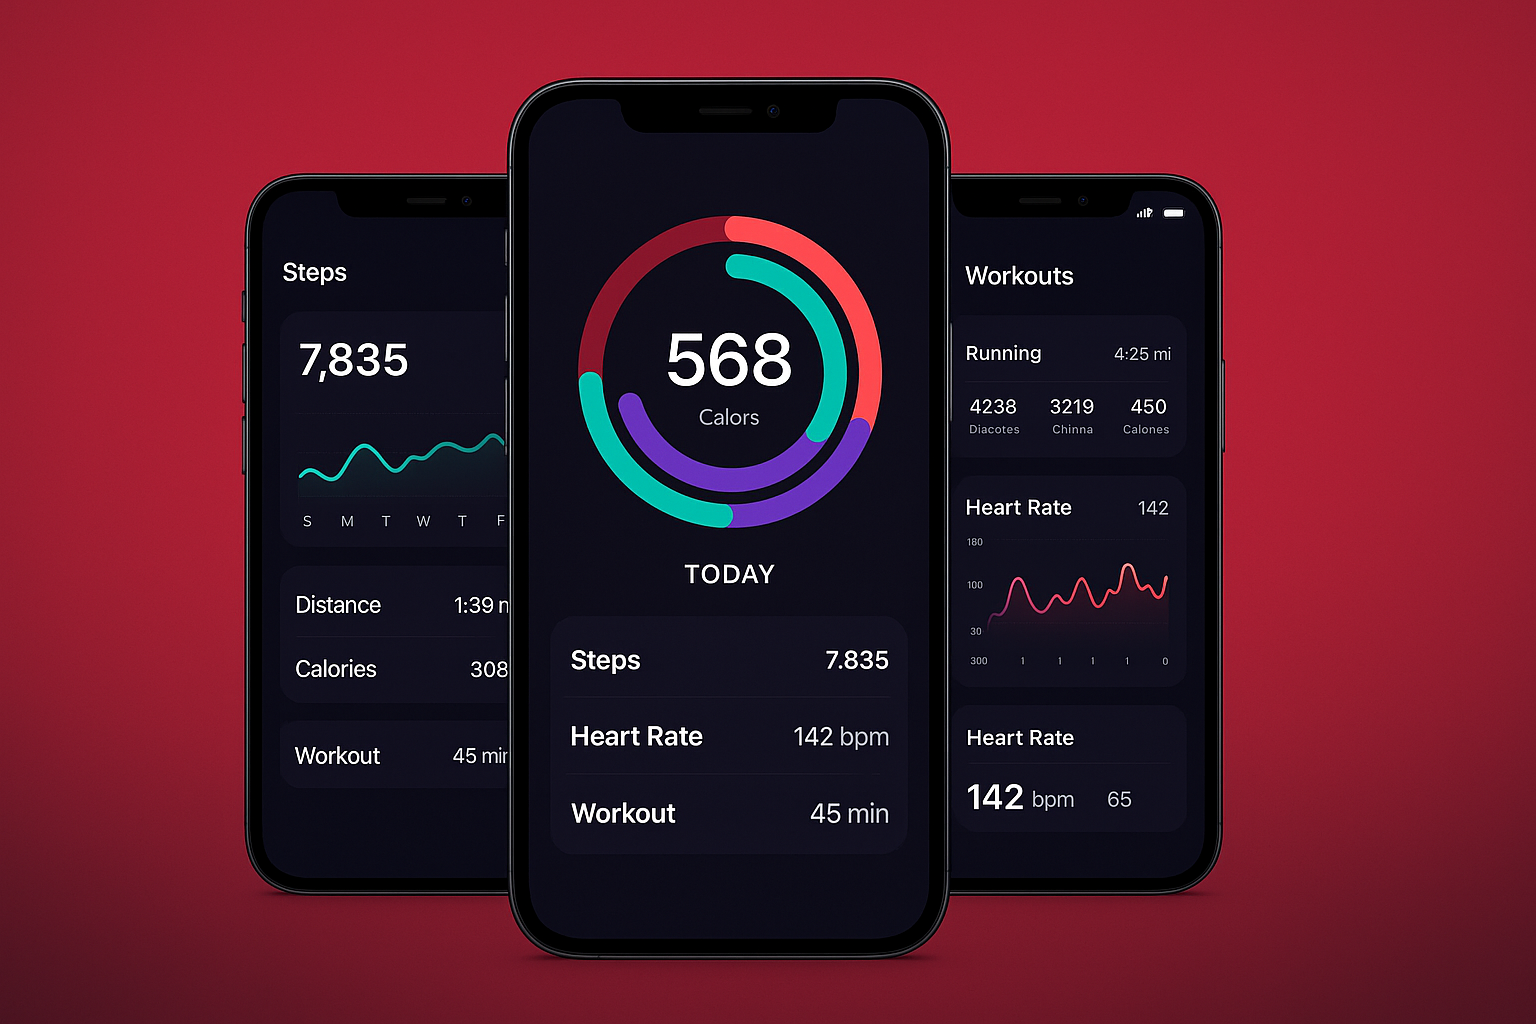 Steps
7,835
S M T W T F
Distance 1:39
Calories 308
Workout 45 min
568
Calors
TODAY
Steps 7.835
Heart Rate 142 bpm
Workout 45 min
Workouts
Running 4:25 mi
4238 3219 450
Diacotes Chinna Calones
Heart Rate 142
180
100
30
300 1 1 1 1 0
Heart Rate
142 bpm 65